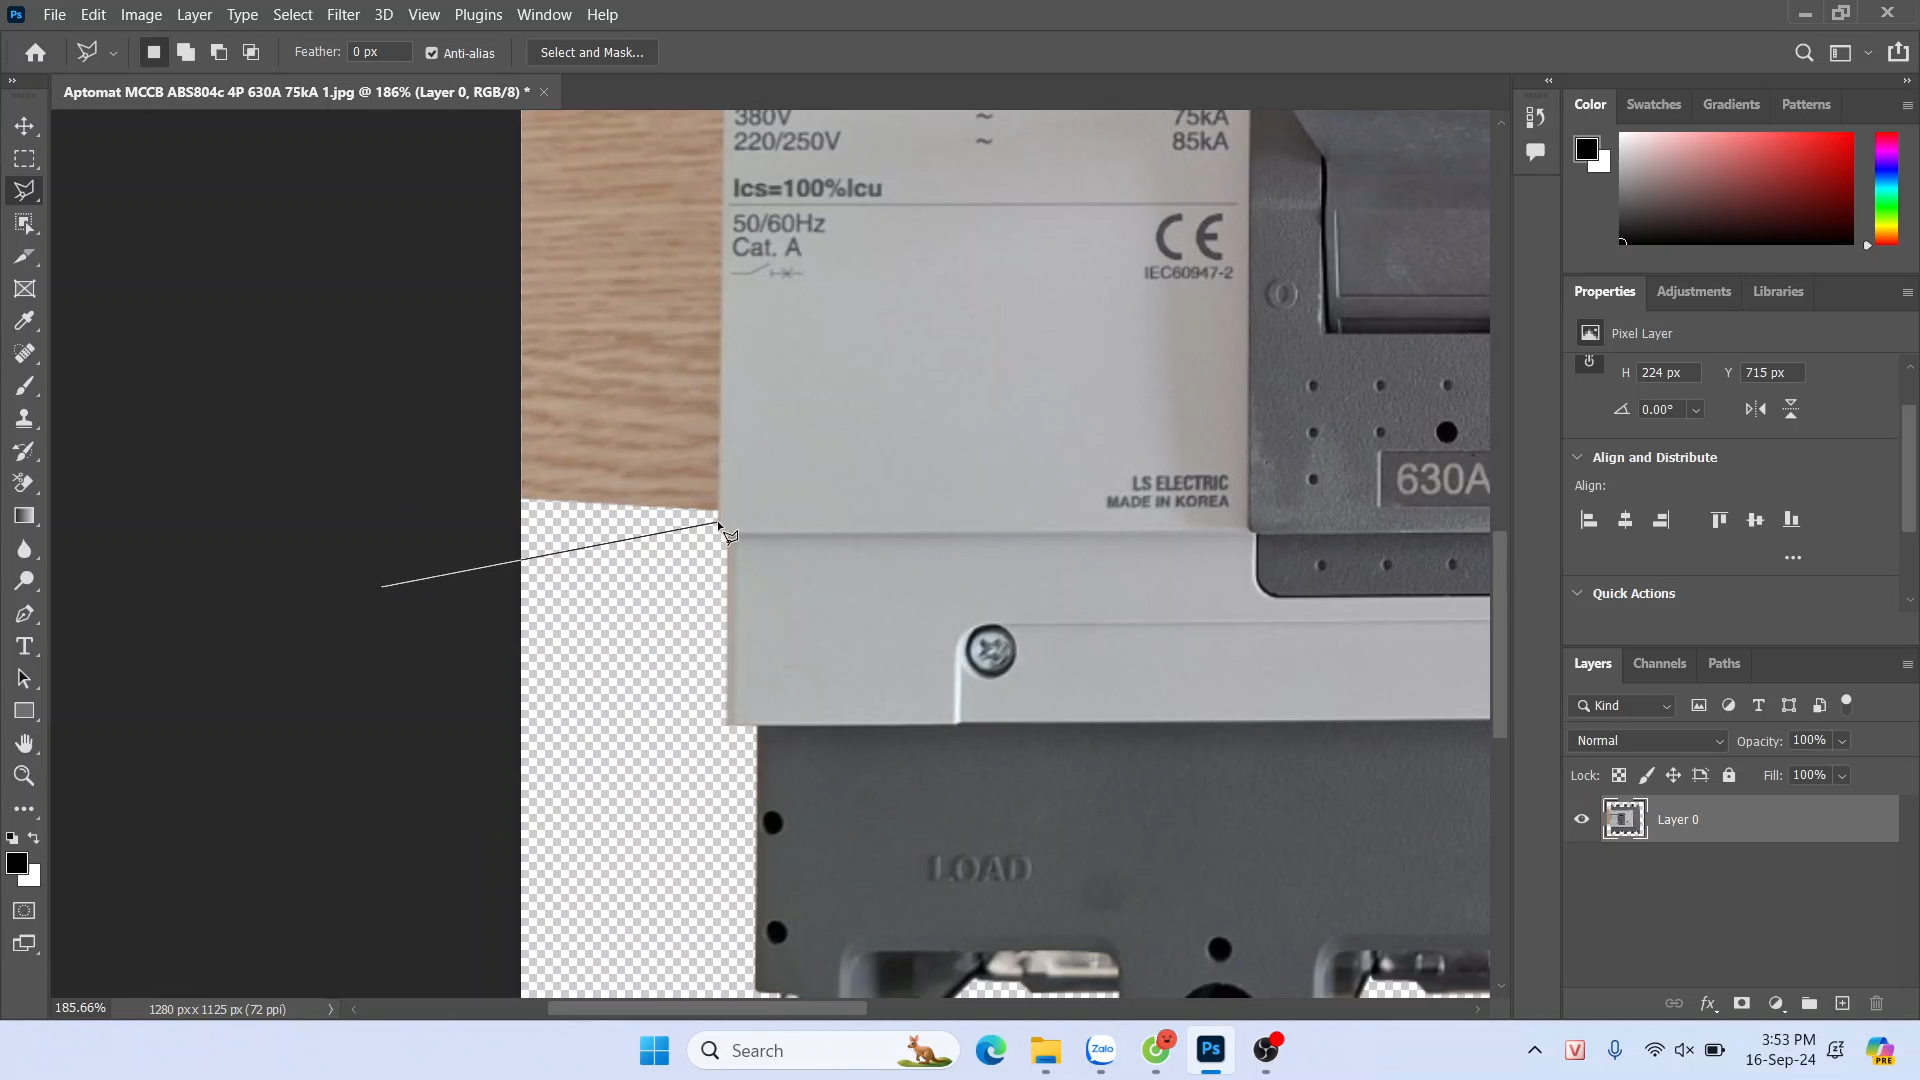 Ps File Edit Image Layer Type Select Filter 3D View Plugins Window Help
Feather: 0 px Anti-alias Select and Mask...
Aptomat MCCB ABS804c 4P 630A 75kA 1.jpg @ 186% (Layer 0, RGB/8) *
380V ~ 75kA
220/250V ~ 85kA
Ics=100%Icu
50/60Hz
Cat. A
CE
IEC60947-2
LS ELECTRIC
MADE IN KOREA
630A
LOAD
Color Swatches Gradients Patterns
Properties Adjustments Libraries
Pixel Layer
H 224 px Y 715 px
0.00°
Align and Distribute
Align:
Quick Actions
Layers Channels Paths
Kind
Normal Opacity: 100%
Lock: Fill: 100%
Layer 0
185.66% 1280 px x 1125 px (72 ppi)
Search
Zalo
Ps
V
PRE
3:53 PM
16-Sep-24